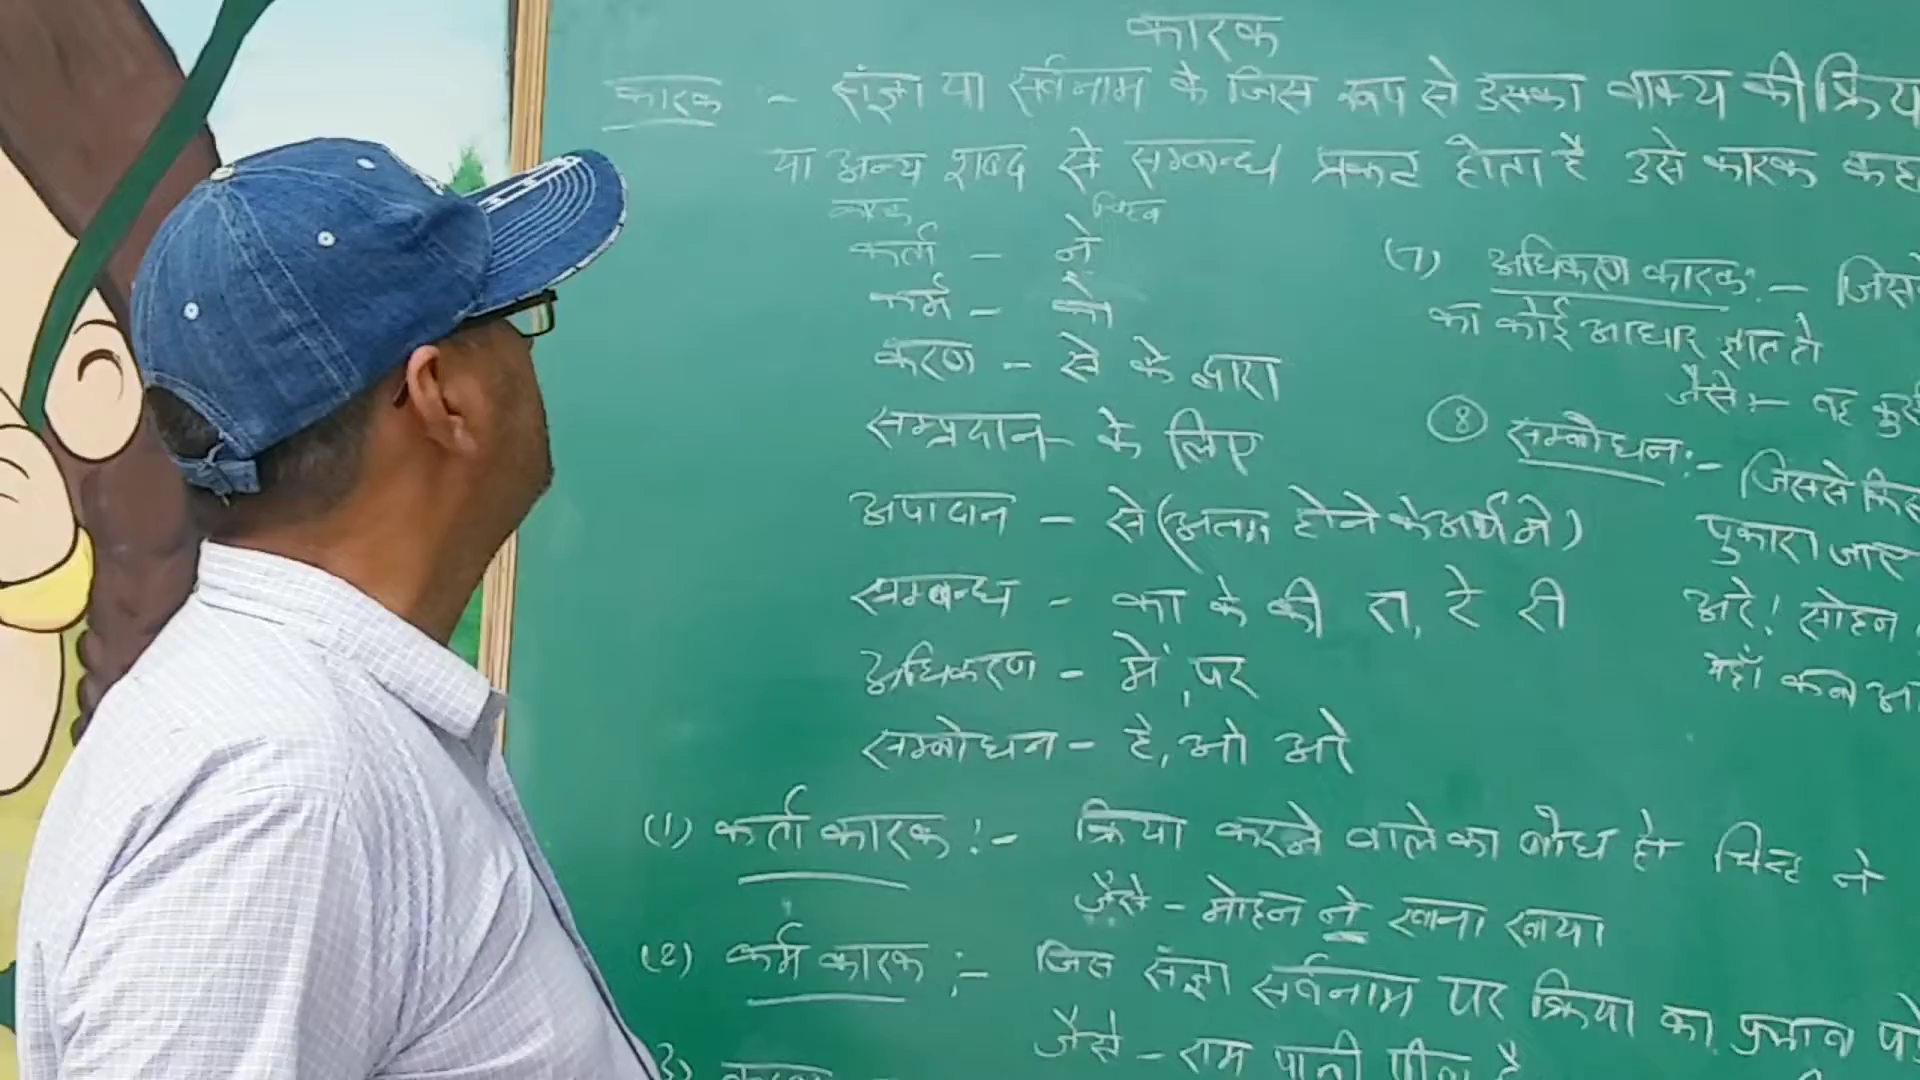 कारक
कारक - संज्ञा या सर्वनाम के जिस रूप से उसका वाक्य की क्रिय
या अन्य शब्द से सम्बन्ध प्रकट होता है उसे कारक कहा
कारक चिह्न
कर्ता - ने
कर्म - को
करण - से के द्वारा
सम्प्रदान - के लिए
अपादान - से (अलग होने के अर्थ मे)
सम्बन्ध - का के की रा, रे री
अधिकरण - में, पर
सम्बोधन - हे, ओ अरे
(1) कर्ता कारक :- क्रिया करने वाले का बोध हो चिन्ह ने
जैसे - मोहन ने खाना खाया
(2) कर्म कारक :- जिस संज्ञा सर्वनाम पर क्रिया का प्रभाव
जैसे - राम पानी पीता है
(7) अधिकरण कारक :- जिस
का कोई आधार ज्ञात हो
जैसे :- वह
(8) सम्बोधन :- जिससे किस
पुकारा जाए
अरे! सोहन
यहाँ कब आ